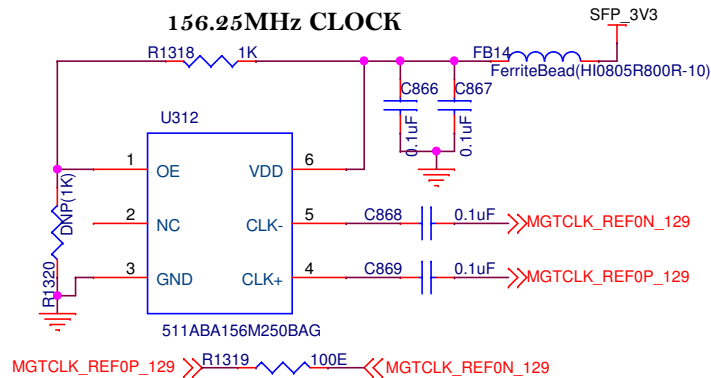 156.25MHz CLOCK
SFP_3V3
R1318
1K
FB14
FerriteBead(HI0805R800R-10)
C866
C867
0.1uF
0.1uF
U312
1
OE
VDD
6
DNP(1K)
2
NC
CLK-
5
C868
0.1uF
MGTCLK_REF0N_129
R1320
3
GND
CLK+
4
C869
0.1uF
MGTCLK_REF0P_129
511ABA156M250BAG
MGTCLK_REF0P_129
R1319
100E
MGTCLK_REF0N_129